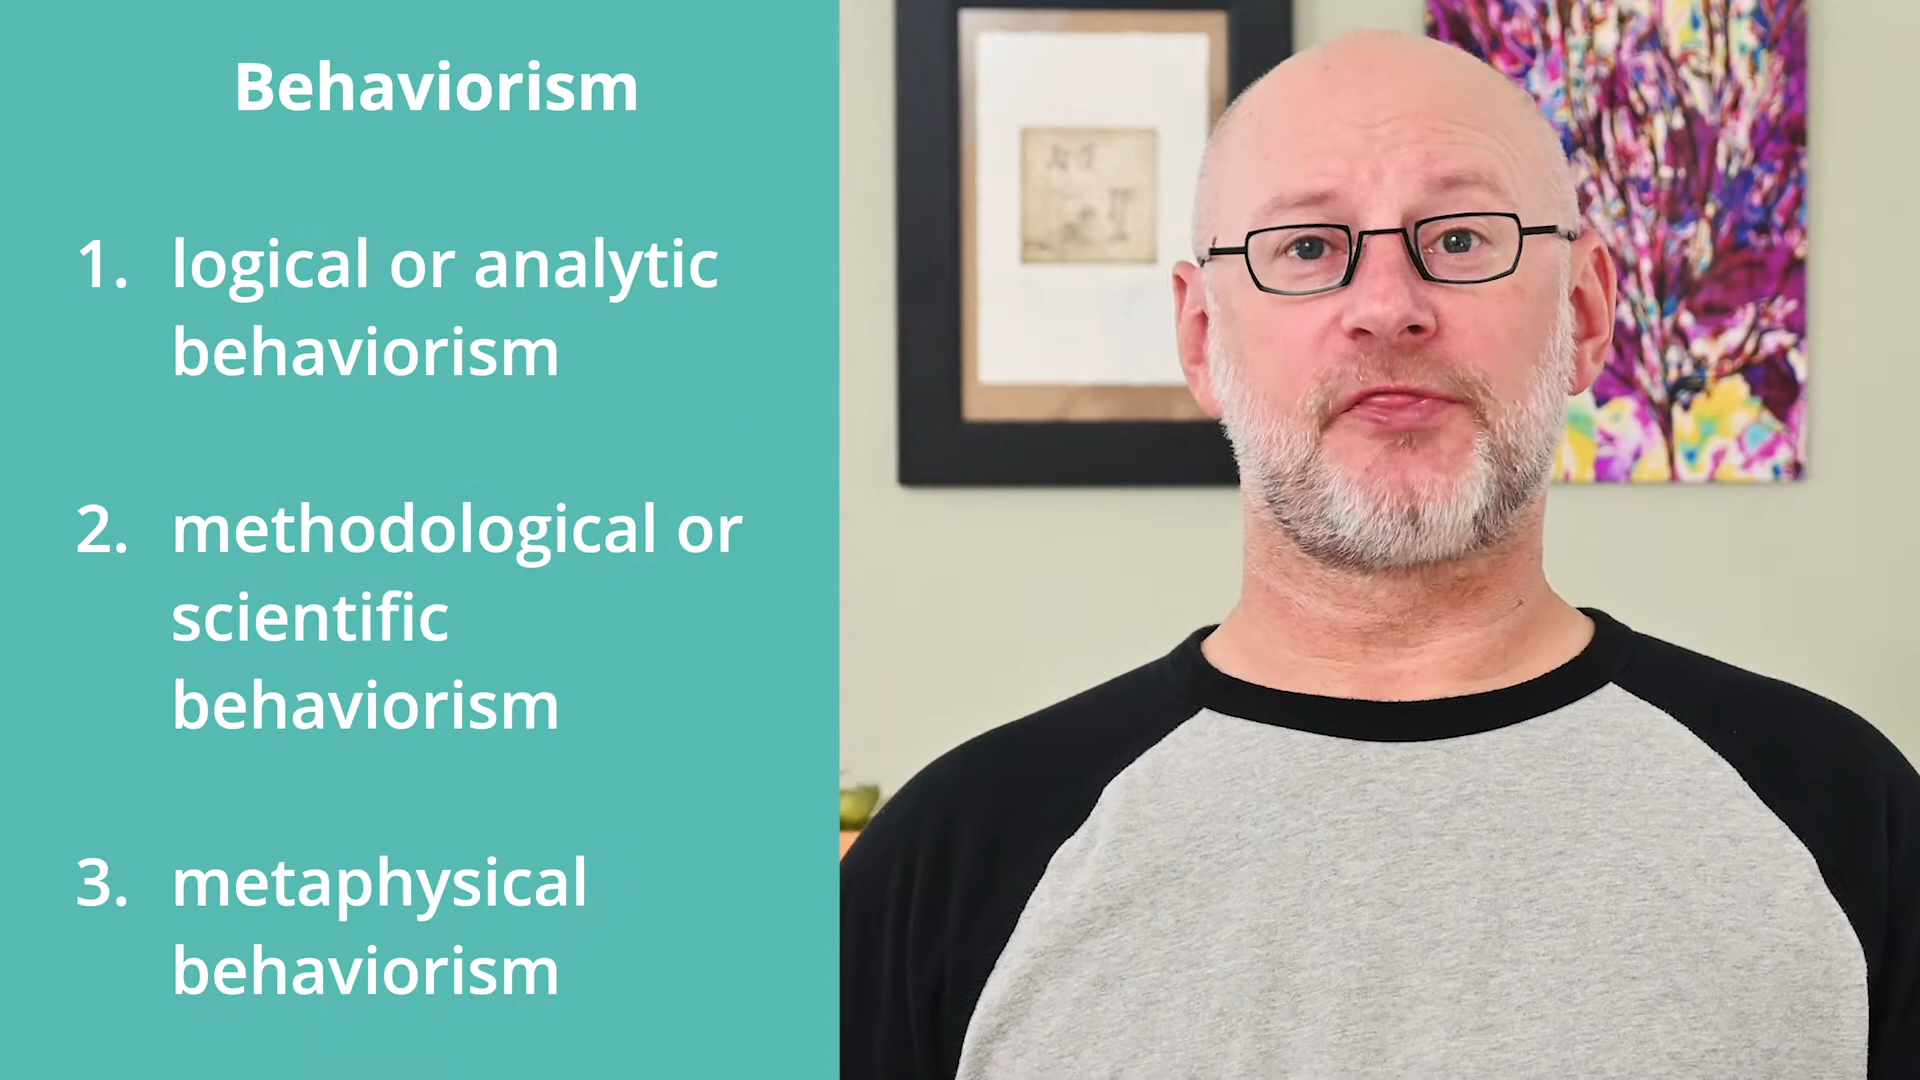 Behaviorism
1. logical or analytic
behaviorism
2. methodological or
scientific
behaviorism
3. metaphysical
behaviorism